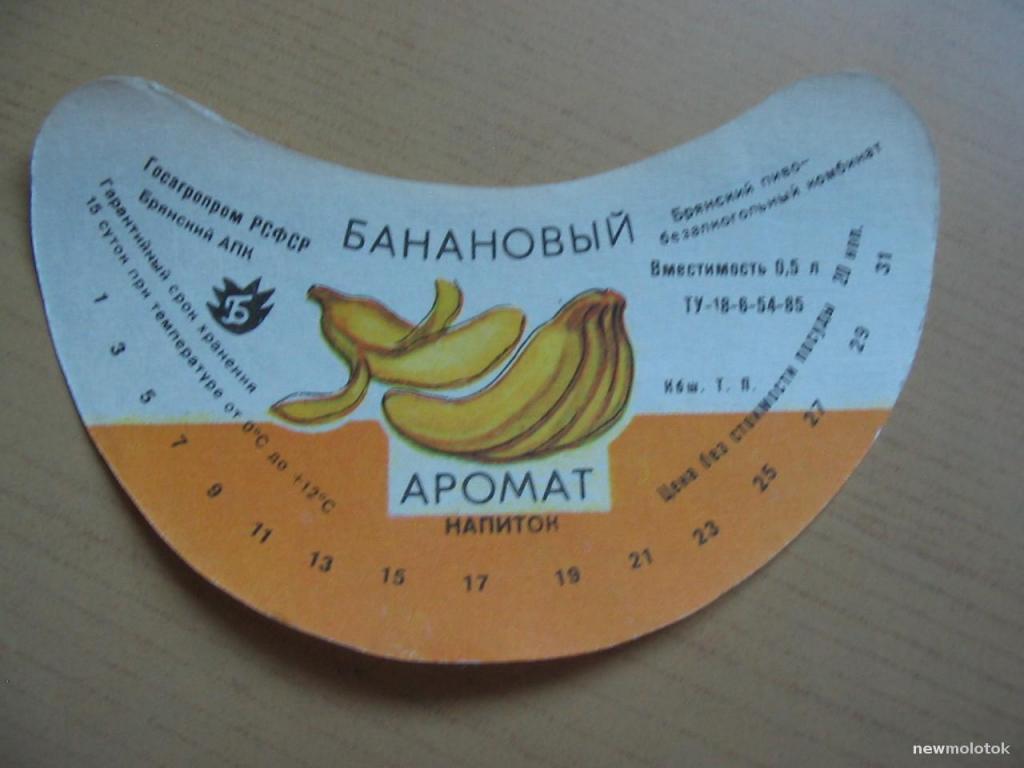 Госагропром РСФСР
Брянский АПК
Гарантийный срок хранения
15 суток при температуре от 0°С до +12°С
Б
БАНАНОВЫЙ
АРОМАТ
НАПИТОК
Брянский пиво-
безалкогольный комбинат
Вместимость 0,5 л
ТУ-18-6-54-85
Кбш. Т. П.
Цена без стоимости посуды 20 коп.
1 3 5 7 9 11 13 15 17 19 21 23 25 27 29 31
newmolotok